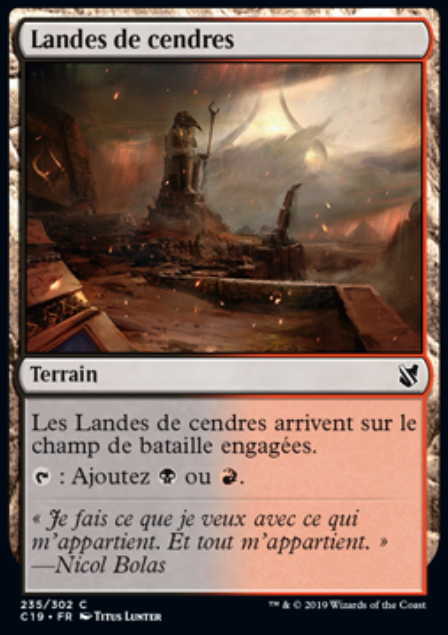 Landes de cendres
Terrain
Les Landes de cendres arrivent sur le
champ de bataille engagées.
: Ajoutez ou .
« Je fais ce que je veux avec ce qui
m'appartient. Et tout m'appartient. »
—Nicol Bolas
235/302 C
C19 • FR Titus Lunter
™ & © 2019 Wizards of the Coast